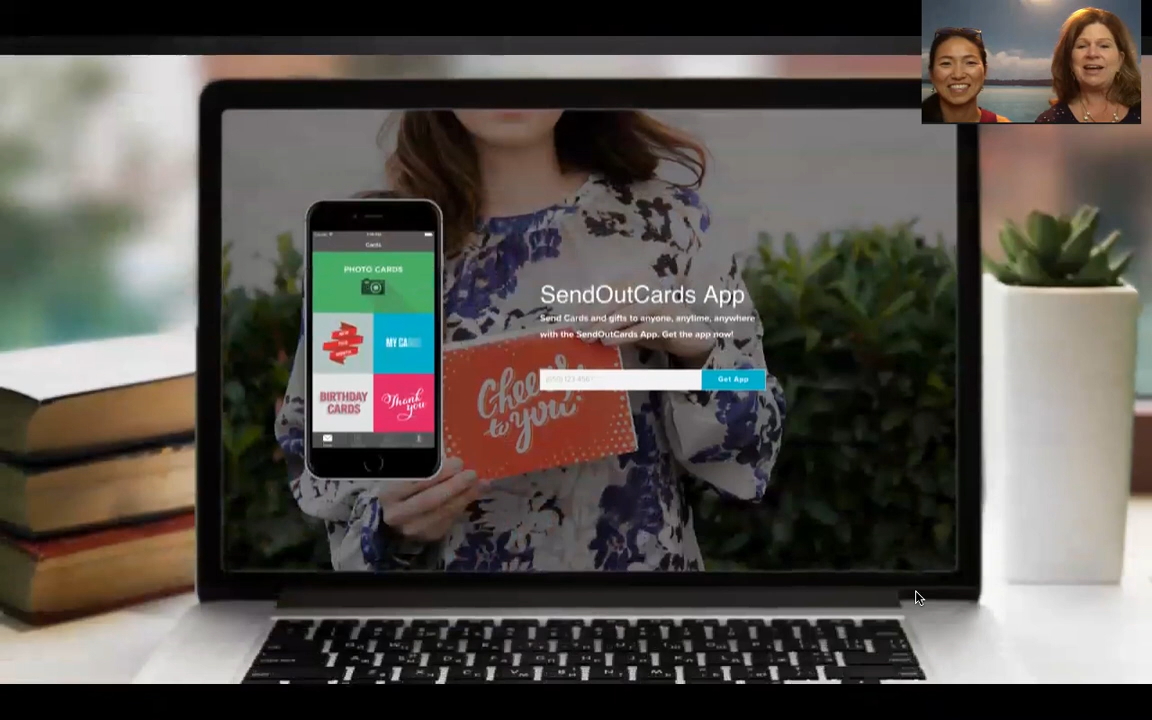 Cards
PHOTO CARDS
MY CA
BIRTHDAY
CARDS
Thank
you
SendOutCards App
Send Cards and gifts to anyone, anytime, anywhere
with the SendOutCards App. Get the app now!
Get App
Cheers
to you!